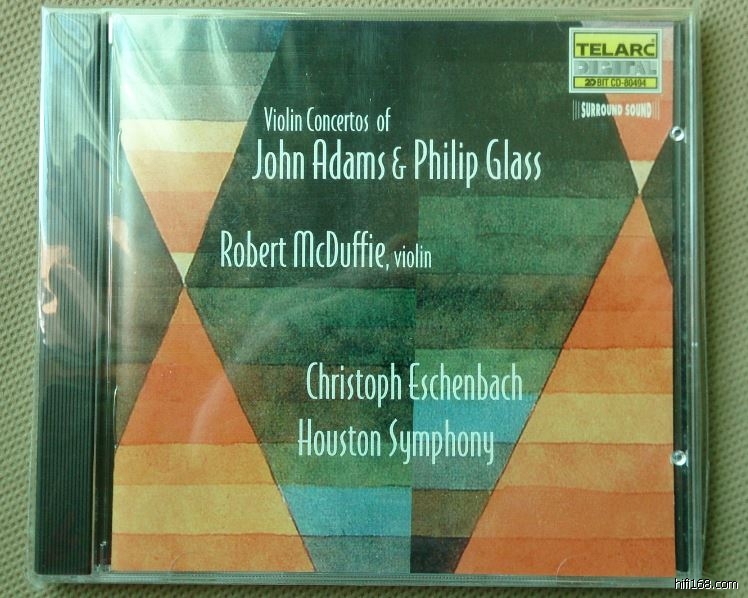 TELARC
DIGITAL
20 BIT CD-80494
SURROUND SOUND
Violin Concertos of
John Adams & Philip Glass
Robert McDuffie, violin
Christoph Eschenbach
Houston Symphony
hifi168.com